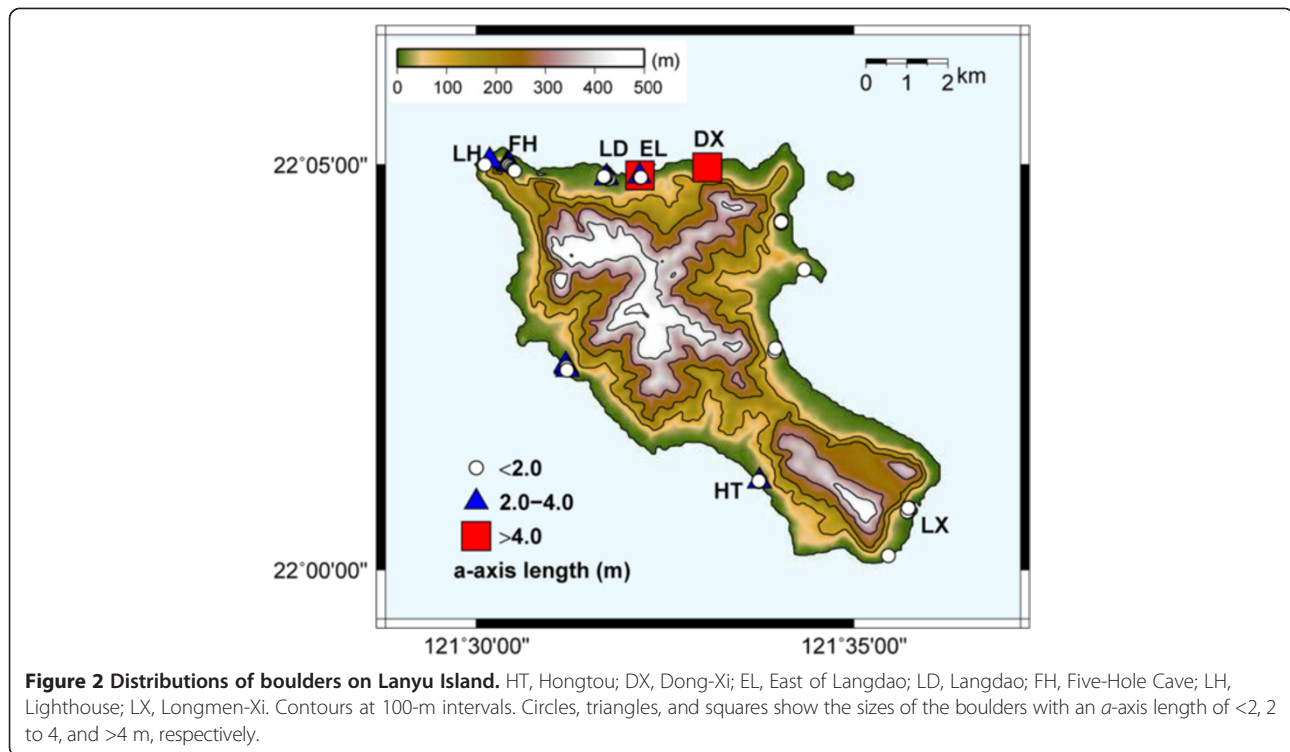 (m)
0 100 200 300 400 500
0 1 2 km
LH FH LD EL DX
22°05'00"
<2.0
2.0−4.0
>4.0
a-axis length (m)
HT
LX
22°00'00"
121°30'00" 121°35'00"
Figure 2 Distributions of boulders on Lanyu Island. HT, Hongtou; DX, Dong-Xi; EL, East of Langdao; LD, Langdao; FH, Five-Hole Cave; LH,
Lighthouse; LX, Longmen-Xi. Contours at 100-m intervals. Circles, triangles, and squares show the sizes of the boulders with an a-axis length of <2, 2
to 4, and >4 m, respectively.